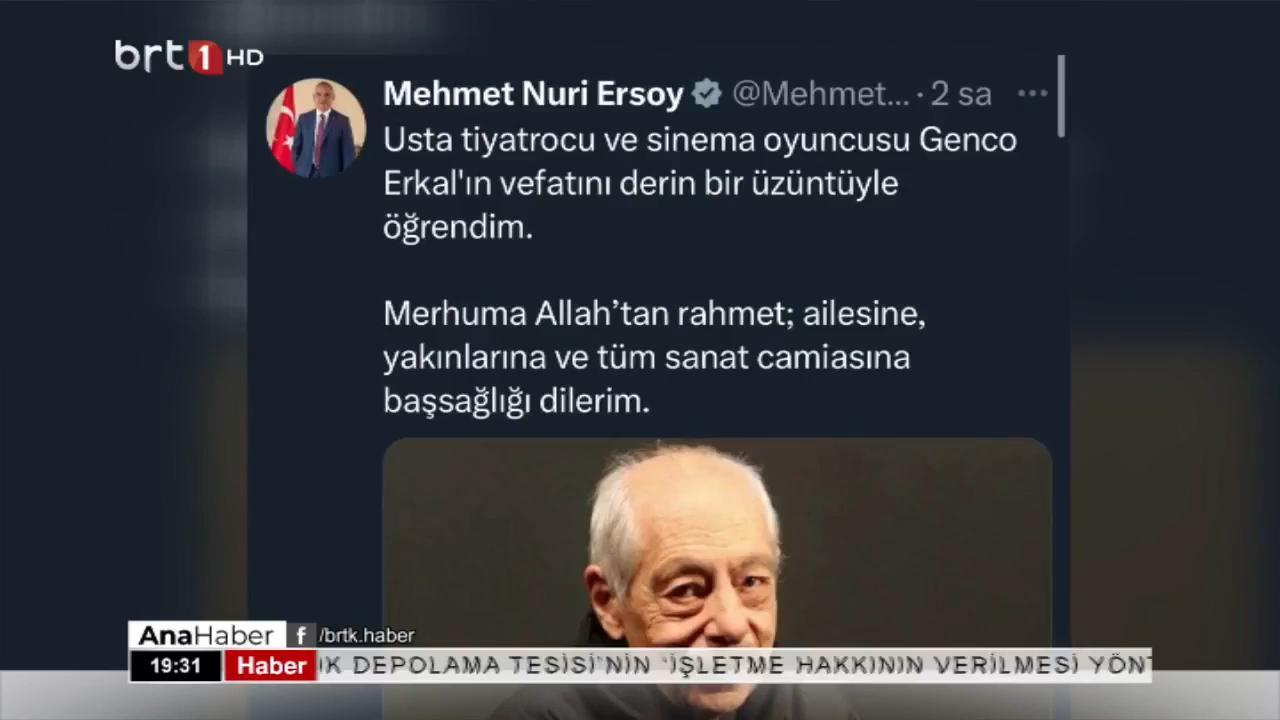 brt 1 HD
Mehmet Nuri Ersoy @Mehmet... · 2 sa ...
Usta tiyatrocu ve sinema oyuncusu Genco
Erkal'ın vefatını derin bir üzüntüyle
öğrendim.
Merhuma Allah’tan rahmet; ailesine,
yakınlarına ve tüm sanat camiasına
başsağlığı dilerim.
AnaHaber f /brtk.haber
19:31 Haber DEPOLAMA TESİSİ'NİN 'İŞLETME HAKKININ VERİLMESİ